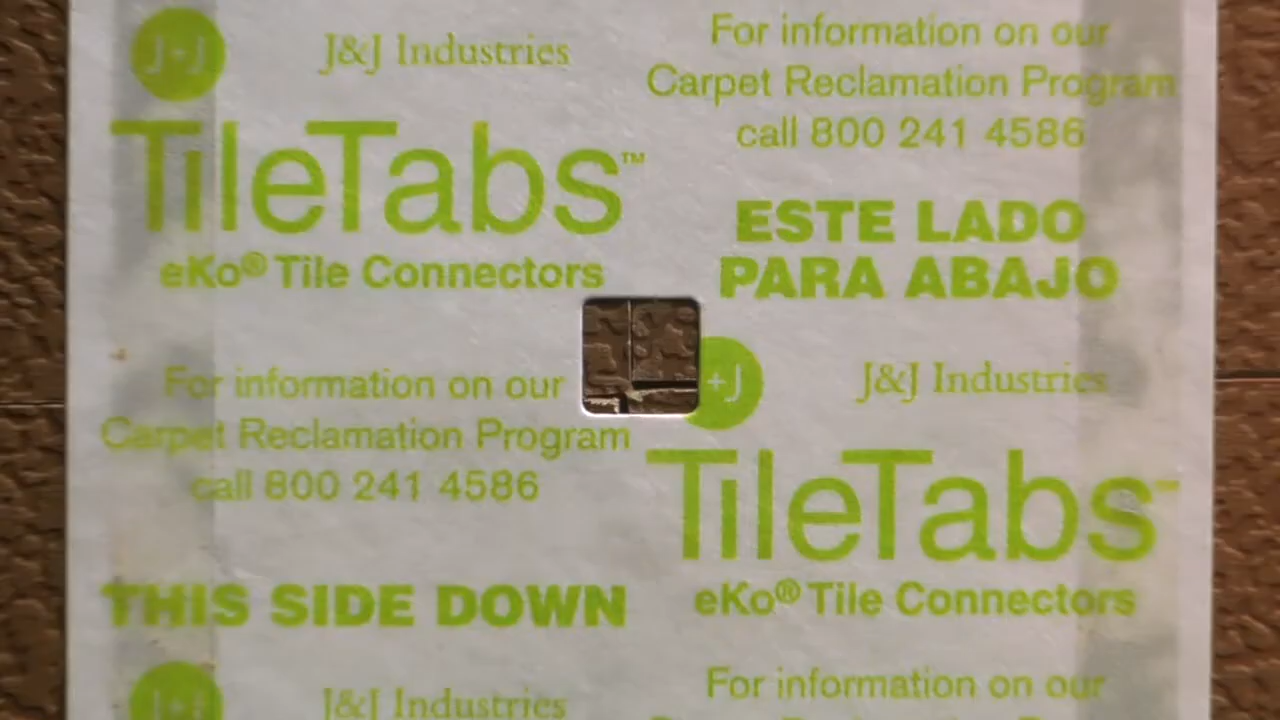 J+J
J&J Industries
TileTabs™
eKo® Tile Connectors
For information on our
Carpet Reclamation Program
call 800 241 4586
THIS SIDE DOWN
J+J
J&J Industries
For information on our
Carpet Reclamation Program
call 800 241 4586
ESTE LADO
PARA ABAJO
+J
J&J Industries
TileTabs
eKo® Tile Connectors
For information on our